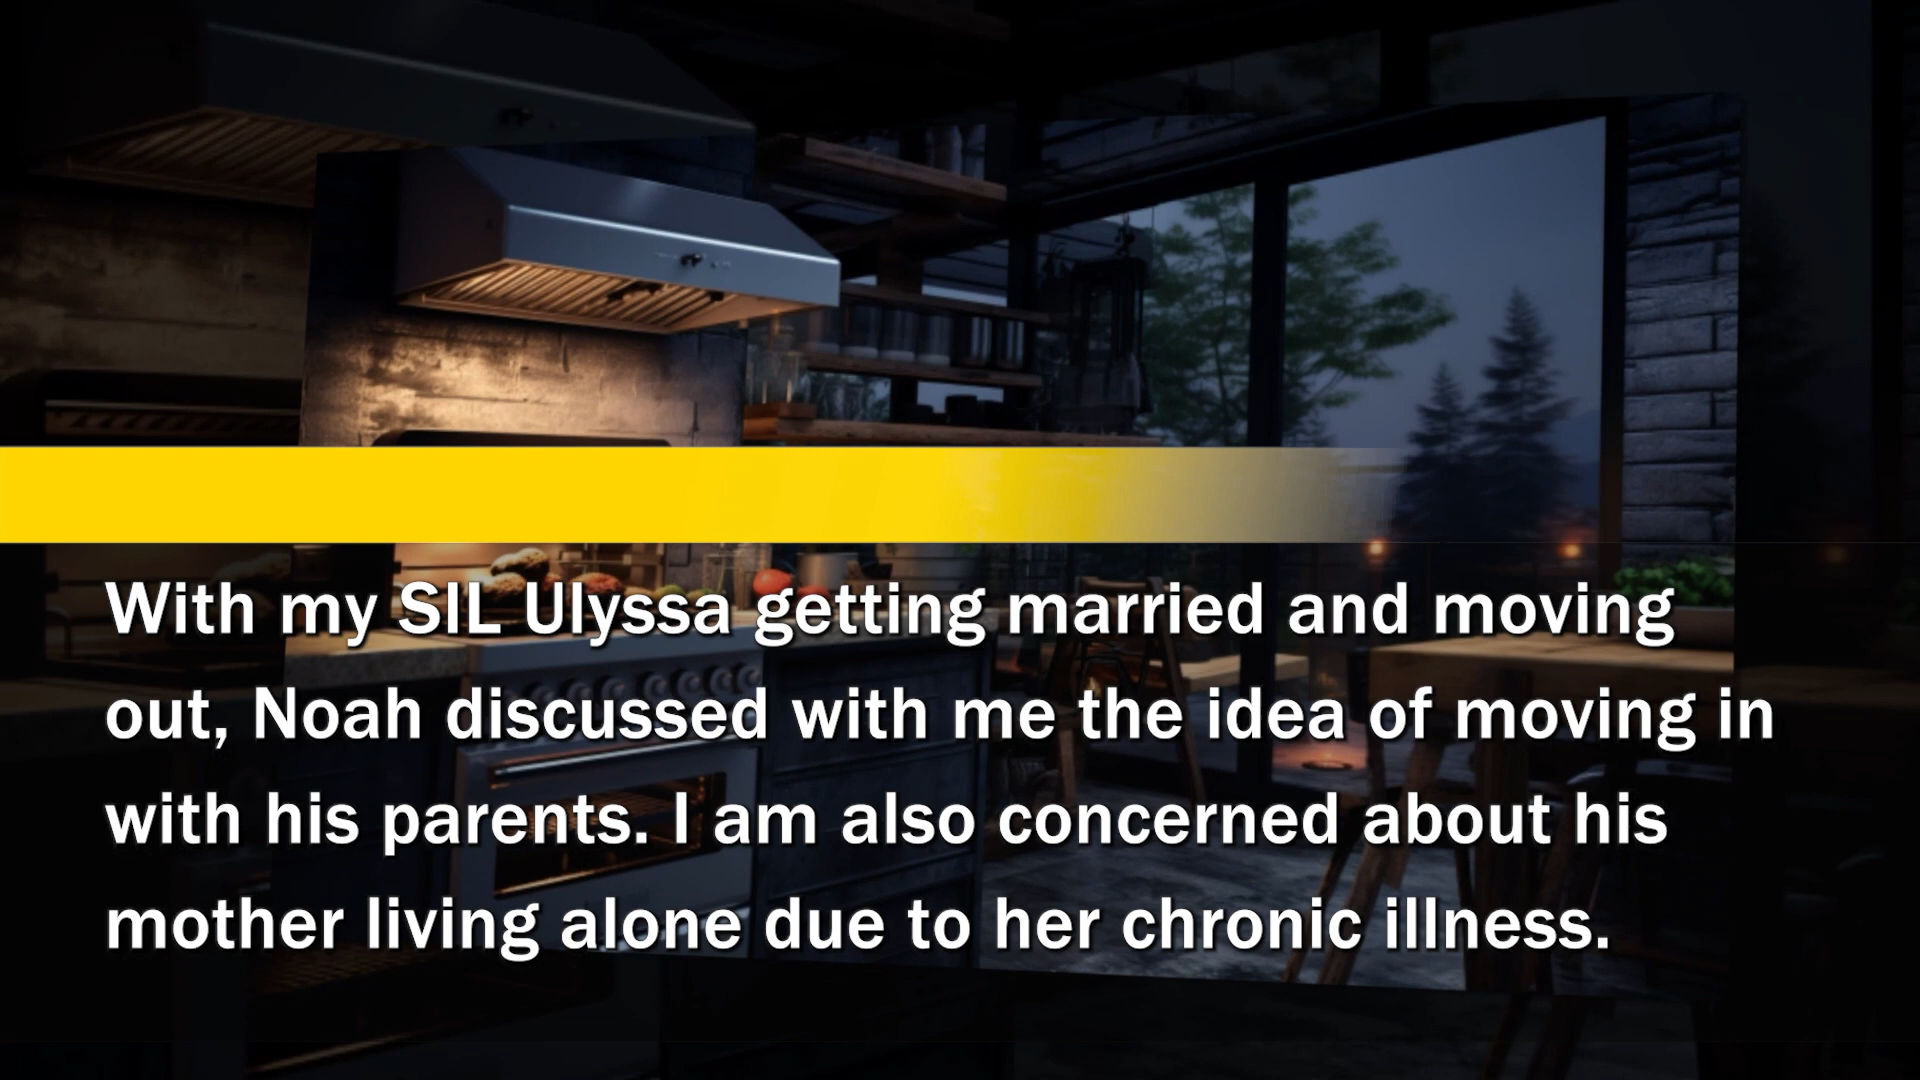 With my SIL Ulyssa getting married and moving
out, Noah discussed with me the idea of moving in
with his parents. I am also concerned about his
mother living alone due to her chronic illness.